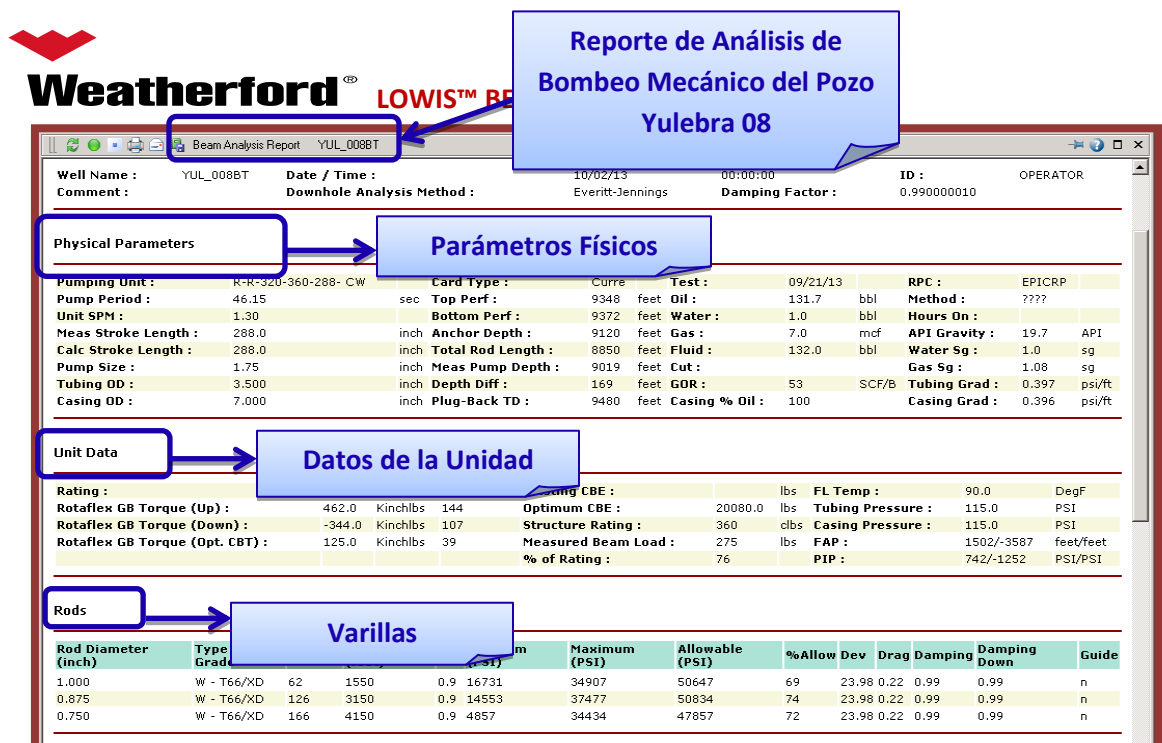 Reporte de Análisis de
Bombeo Mecánico del Pozo
Yulebra 08
Weatherford® LOWIS™
Beam Analysis Report YUL_008BT
Well Name : YUL_008BT Date / Time : 10/02/13 00:00:00 ID : OPERATOR
Comment : Downhole Analysis Method : Everitt-Jennings Damping Factor : 0.990000010
Physical Parameters
Parámetros Físicos
Pumping Unit : R-R-320-360-288- CW Card Type : Curre Test : 09/21/13 RPC : EPICRP
Pump Period : 46.15 sec Top Perf : 9348 feet Oil : 131.7 bbl Method : ????
Unit SPM : 1.30 Bottom Perf : 9372 feet Water : 1.0 bbl Hours On :
Meas Stroke Length : 288.0 inch Anchor Depth : 9120 feet Gas : 7.0 mcf API Gravity : 19.7 API
Calc Stroke Length : 288.0 inch Total Rod Length : 8850 feet Fluid : 132.0 bbl Water Sg : 1.0 sg
Pump Size : 1.75 inch Meas Pump Depth : 9019 feet Cut : Gas Sg : 1.08 sg
Tubing OD : 3.500 inch Depth Diff : 169 feet GOR : 53 SCF/B Tubing Grad : 0.397 psi/ft
Casing OD : 7.000 inch Plug-Back TD : 9480 feet Casing % Oil : 100 Casing Grad : 0.396 psi/ft
Unit Data
Datos de la Unidad
Rating : CBE : lbs FL Temp : 90.0 DegF
Rotaflex GB Torque (Up) : 462.0 Kinchlbs 144 Optimum CBE : 20080.0 lbs Tubing Pressure : 115.0 PSI
Rotaflex GB Torque (Down) : -344.0 Kinchlbs 107 Structure Rating : 360 clbs Casing Pressure : 115.0 PSI
Rotaflex GB Torque (Opt. CBT) : 125.0 Kinchlbs 39 Measured Beam Load : 275 lbs FAP : 1502/-3587 feet/feet
% of Rating : 76 PIP : 742/-1252 PSI/PSI
Rods
Varillas
Rod Diameter Type Maximum Allowable %Allow Dev Drag Damping Damping Guide
(inch) (PSI) (PSI) (PSI) Down
1.000 W - T66/XD 62 1550 0.9 16731 34907 50647 69 23.98 0.22 0.99 0.99 n
0.875 W - T66/XD 126 3150 0.9 14553 37477 50834 74 23.98 0.22 0.99 0.99 n
0.750 W - T66/XD 166 4150 0.9 4857 34434 47857 72 23.98 0.22 0.99 0.99 n